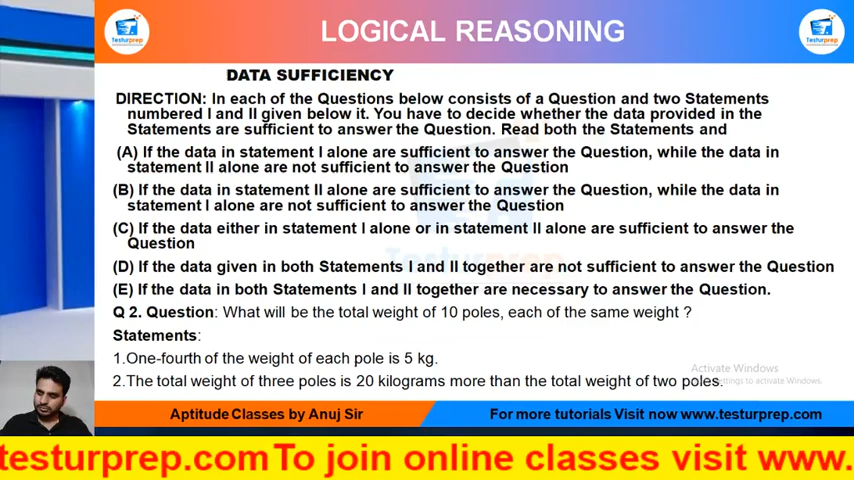 Testurprep
LOGICAL REASONING
Testurprep
DATA SUFFICIENCY
DIRECTION: In each of the Questions below consists of a Question and two Statements
numbered I and II given below it. You have to decide whether the data provided in the
Statements are sufficient to answer the Question. Read both the Statements and
(A) If the data in statement I alone are sufficient to answer the Question, while the data in
statement II alone are not sufficient to answer the Question
(B) If the data in statement II alone are sufficient to answer the Question, while the data in
statement I alone are not sufficient to answer the Question
(C) If the data either in statement I alone or in statement II alone are sufficient to answer the
Question
(D) If the data given in both Statements I and II together are not sufficient to answer the Question
(E) If the data in both Statements I and II together are necessary to answer the Question.
Q 2. Question: What will be the total weight of 10 poles, each of the same weight ?
Statements:
1.One-fourth of the weight of each pole is 5 kg.
Activate Windows
2.The total weight of three poles is 20 kilograms more than the total weight of two poles.
settings to activate Windows.
Aptitude Classes by Anuj Sir
For more tutorials Visit now www.testurprep.com
testurprep.com To join online classes visit www.